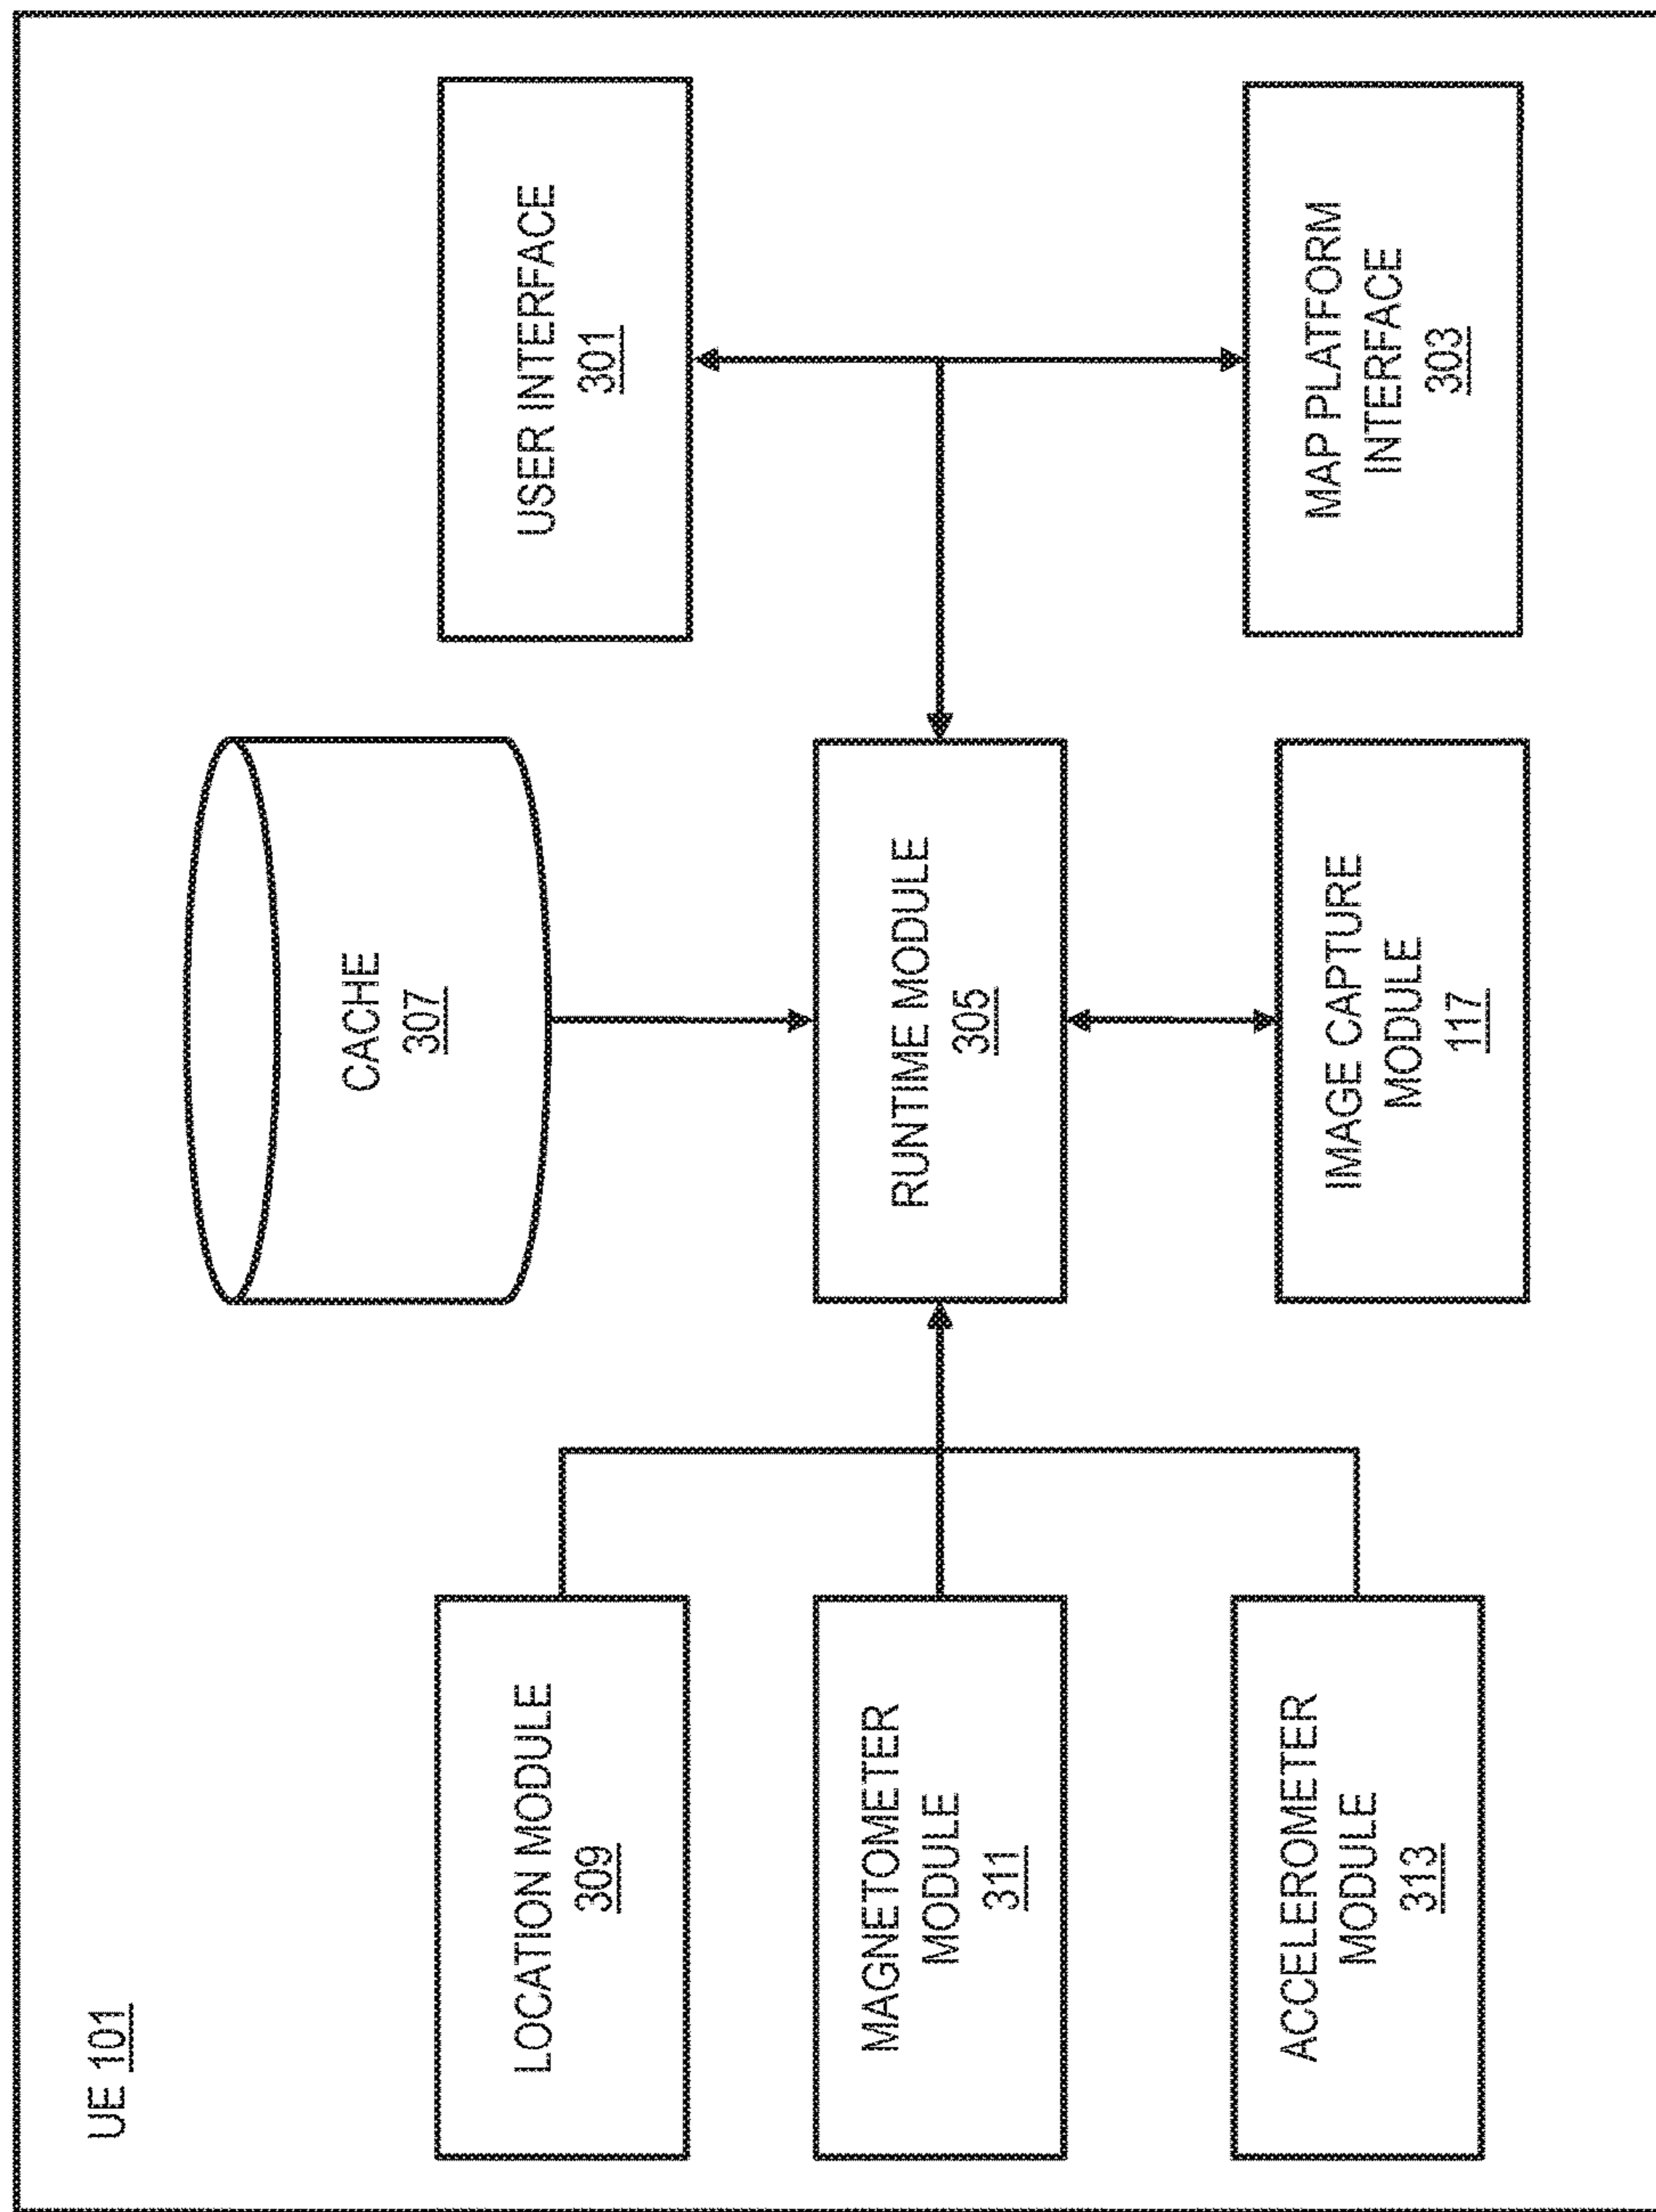 UE 101
CACHE
307
LOCATION MODULE
309
USER INTERFACE
301
MAGNETOMETER
MODULE
311
RUNTIME MODULE
305
ACCELEROMETER
MODULE
313
IMAGE CAPTURE
MODULE
117
MAP PLATFORM
INTERFACE
303